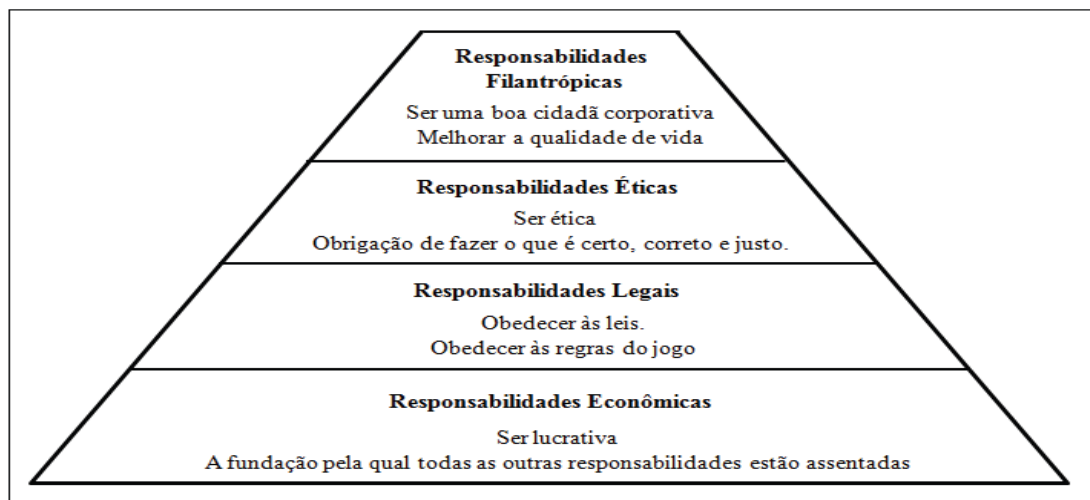 Responsabilidades
Filantrópicas
Ser uma boa cidadã corporativa
Melhorar a qualidade de vida
Responsabilidades Éticas
Ser ética
Obrigação de fazer o que é certo, correto e justo.
Responsabilidades Legais
Obedecer às leis.
Obedecer às regras do jogo
Responsabilidades Econômicas
Ser lucrativa
A fundação pela qual todas as outras responsabilidades estão assentadas